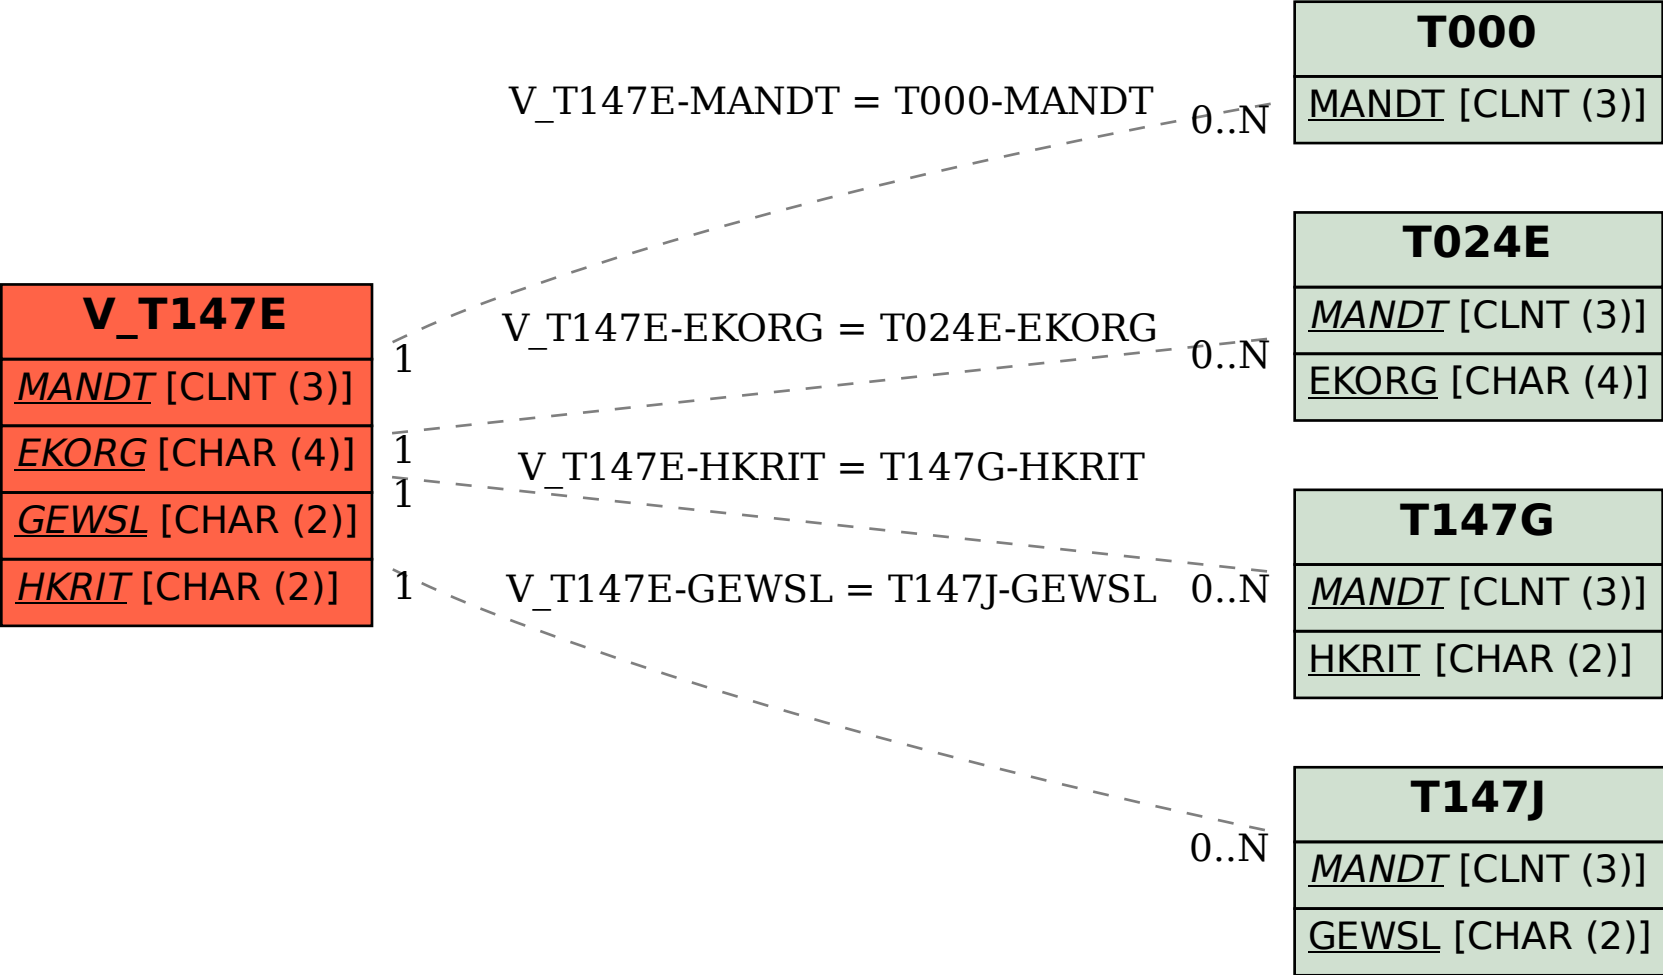 V_T147E
MANDT [CLNT (3)]
EKORG [CHAR (4)]
GEWSL [CHAR (2)]
HKRIT [CHAR (2)]
V_T147E-MANDT = T000-MANDT
1
0..N
V_T147E-EKORG = T024E-EKORG
1
0..N
V_T147E-HKRIT = T147G-HKRIT
1
0..N
V_T147E-GEWSL = T147J-GEWSL
1
0..N
T000
MANDT [CLNT (3)]
T024E
MANDT [CLNT (3)]
EKORG [CHAR (4)]
T147G
MANDT [CLNT (3)]
HKRIT [CHAR (2)]
T147J
MANDT [CLNT (3)]
GEWSL [CHAR (2)]